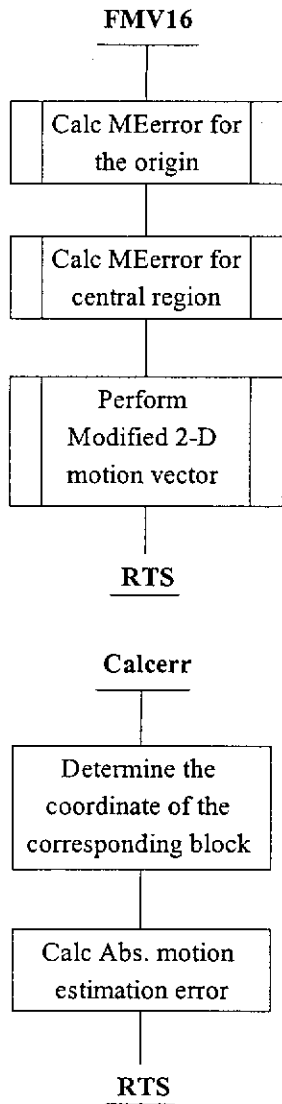 FMV16
Calc MEerror for
the origin
Calc MEerror for
central region
Perform
Modified 2-D
motion vector
RTS
Calcerr
Determine the
coordinate of the
corresponding block
Calc Abs. motion
estimation error
RTS